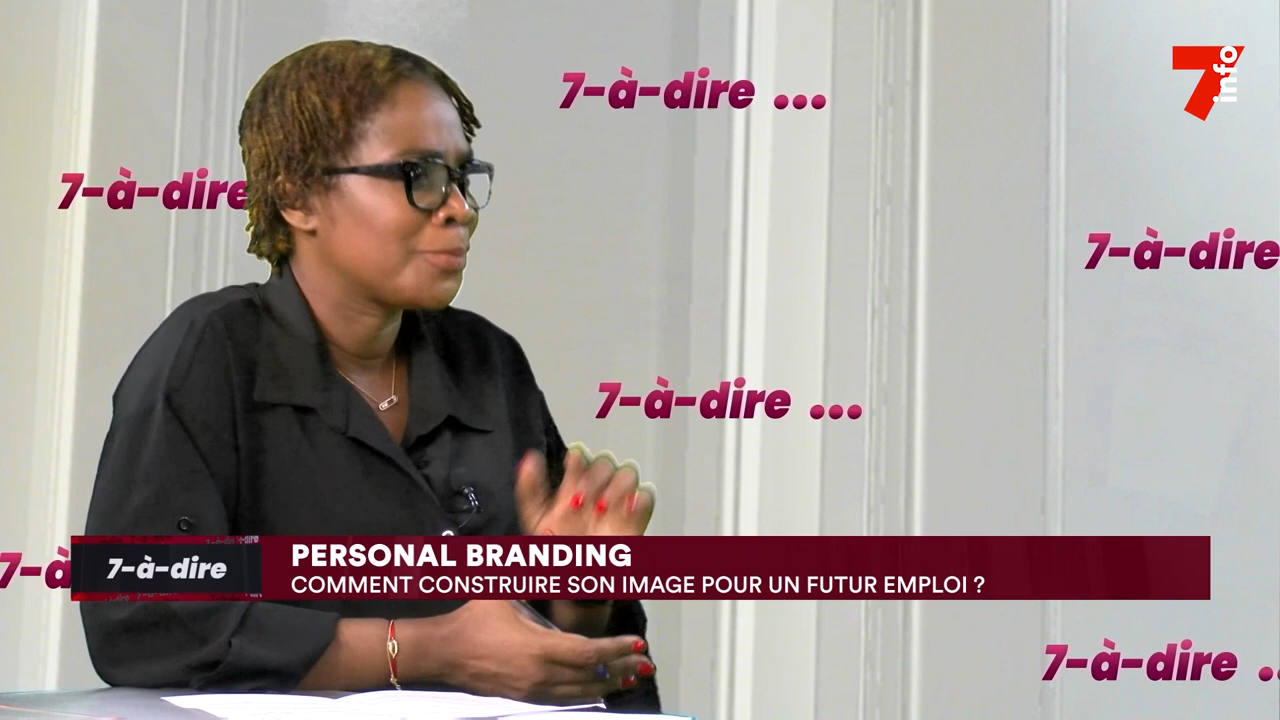 7-à-dire ...
7 info
7-à-dire
7-à-dire
7-à-dire ...
7-à
7-à-dire
PERSONAL BRANDING
COMMENT CONSTRUIRE SON IMAGE POUR UN FUTUR EMPLOI ?
7-à-dire ..